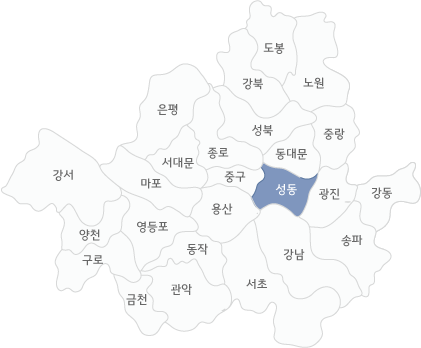 도봉
강북
노원
은평
성북
중랑
서대문
종로
동대문
강서
마포
중구
성동
광진
강동
용산
양천
영등포
동작
강남
송파
구로
금천
관악
서초